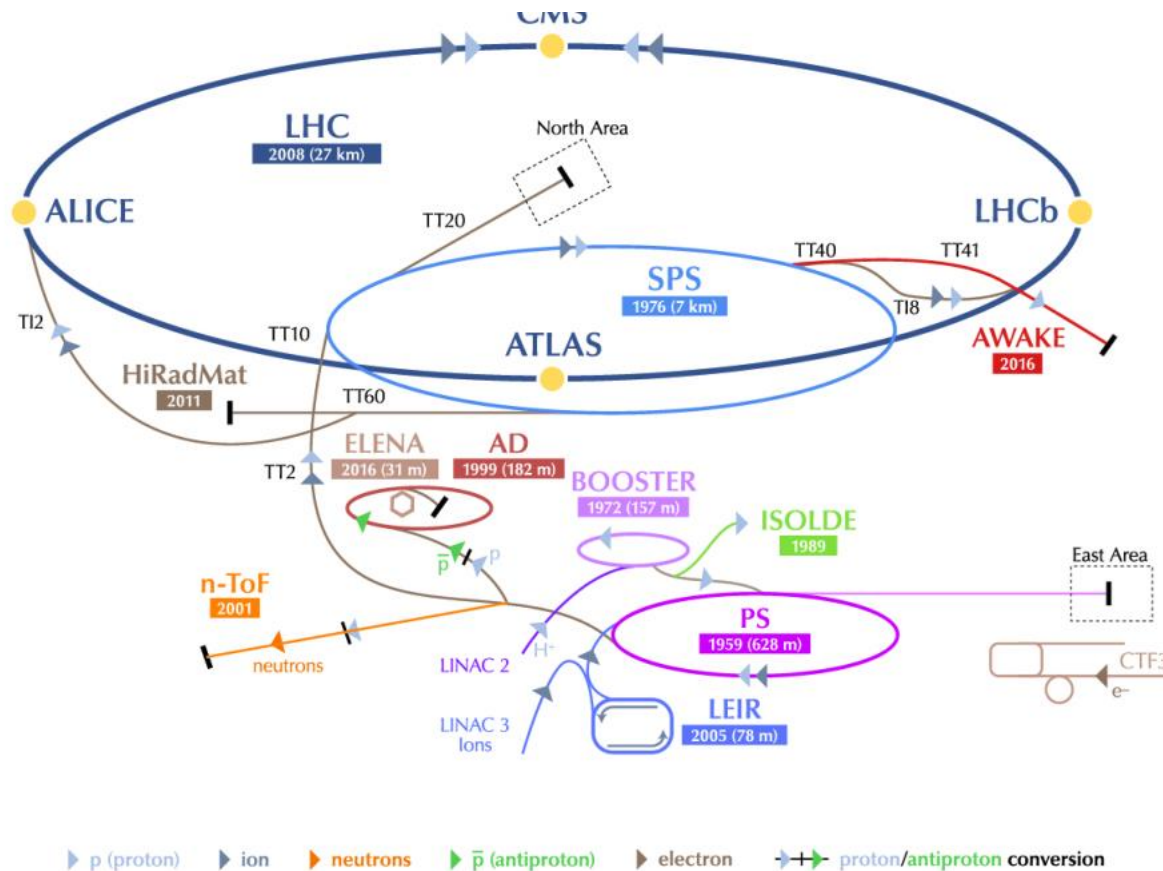 CMS
LHC
2008 (27 km)
North Area
ALICE
TT20
LHCb
TT40
TT41
SPS
1976 (7 km)
TI2
TT10
TI8
ATLAS
AWAKE
2016
HiRadMat
2011
TT60
ELENA
2016 (31 m)
AD
1999 (182 m)
TT2
BOOSTER
1972 (157 m)
ISOLDE
1989
p̅
p
East Area
n-ToF
2001
neutrons
PS
1959 (628 m)
LINAC 2
H-
CTF3
e-
LINAC 3
Ions
LEIR
2005 (78 m)
p (proton)
ion
neutrons
p̅ (antiproton)
electron
proton/antiproton conversion